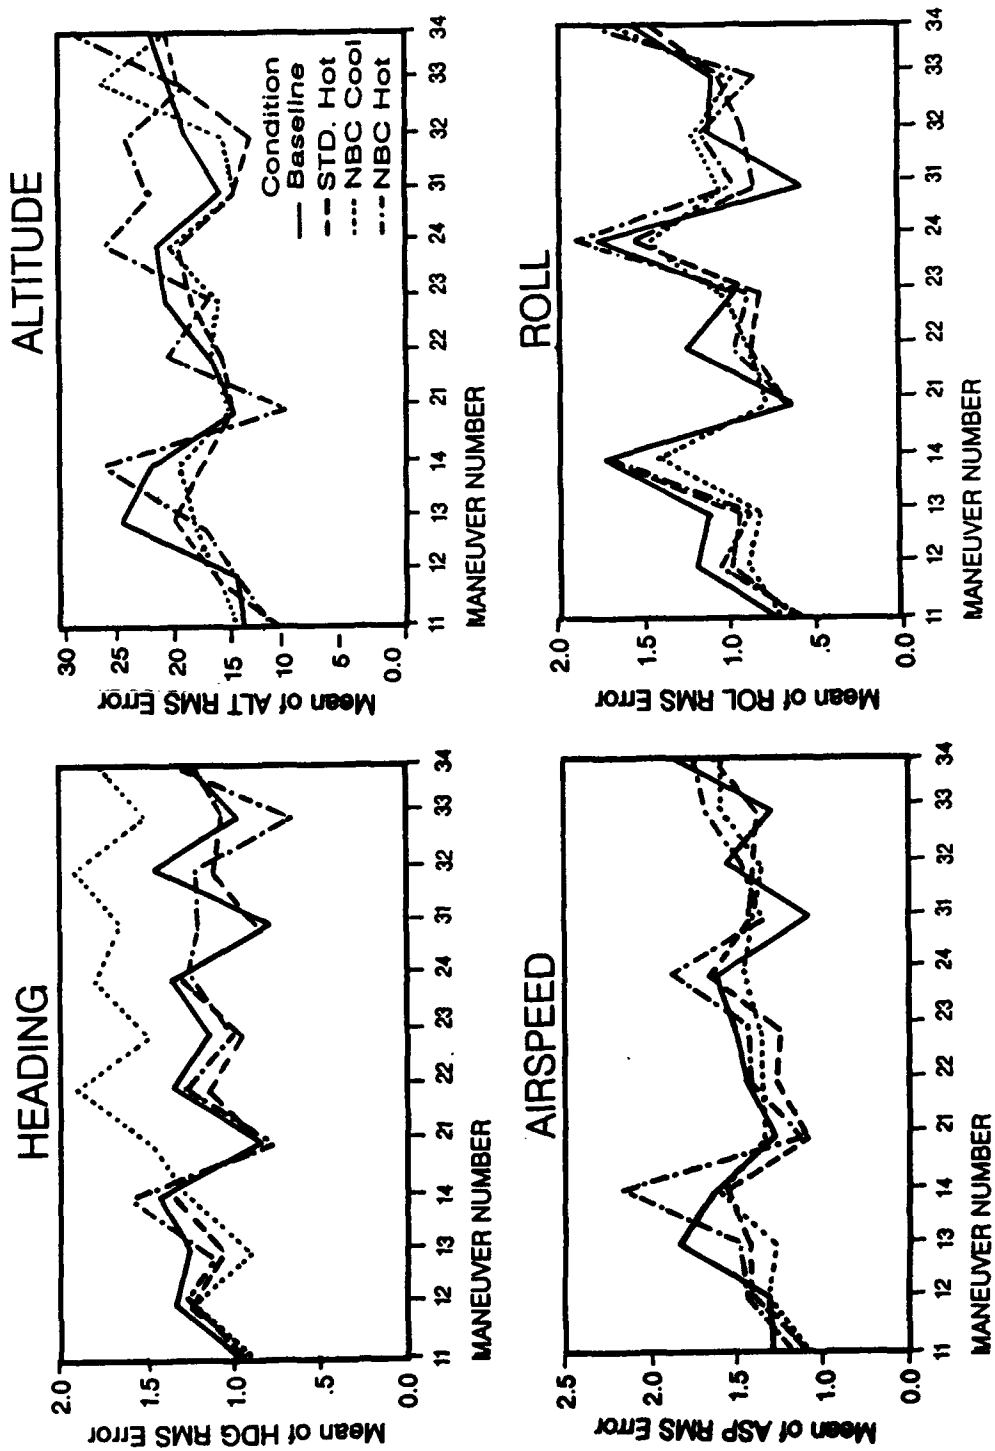 HEADING
Mean of HDG RMS Error
2.0
1.5
1.0
.5
0.0
11 12 13 14 21 22 23 24 31 32 33 34
MANEUVER NUMBER
ALTITUDE
Mean of ALT RMS Error
30
25
20
15
10
5
0.0
11 12 13 14 21 22 23 24 31 32 33 34
MANEUVER NUMBER
Condition
Baseline
STD. Hot
NBC Cool
NBC Hot
AIRSPEED
Mean of ASP RMS Error
2.5
2.0
1.5
1.0
0.0
11 12 13 14 21 22 23 24 31 32 33 34
MANEUVER NUMBER
ROLL
Mean of ROL RMS Error
2.0
1.5
1.0
0.5
0.0
11 12 13 14 21 22 23 24 31 32 33 34
MANEUVER NUMBER